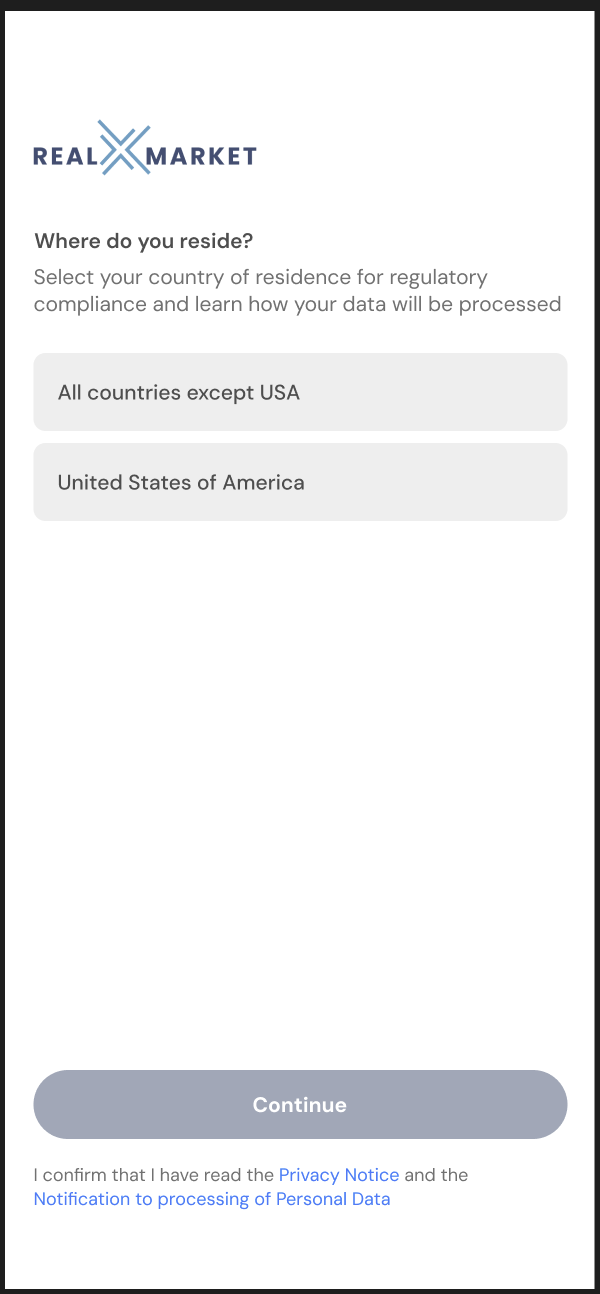 REAL MARKET
Where do you reside?
Select your country of residence for regulatory
compliance and learn how your data will be processed
All countries except USA
United States of America
Continue
I confirm that I have read the Privacy Notice and the
Notification to processing of Personal Data